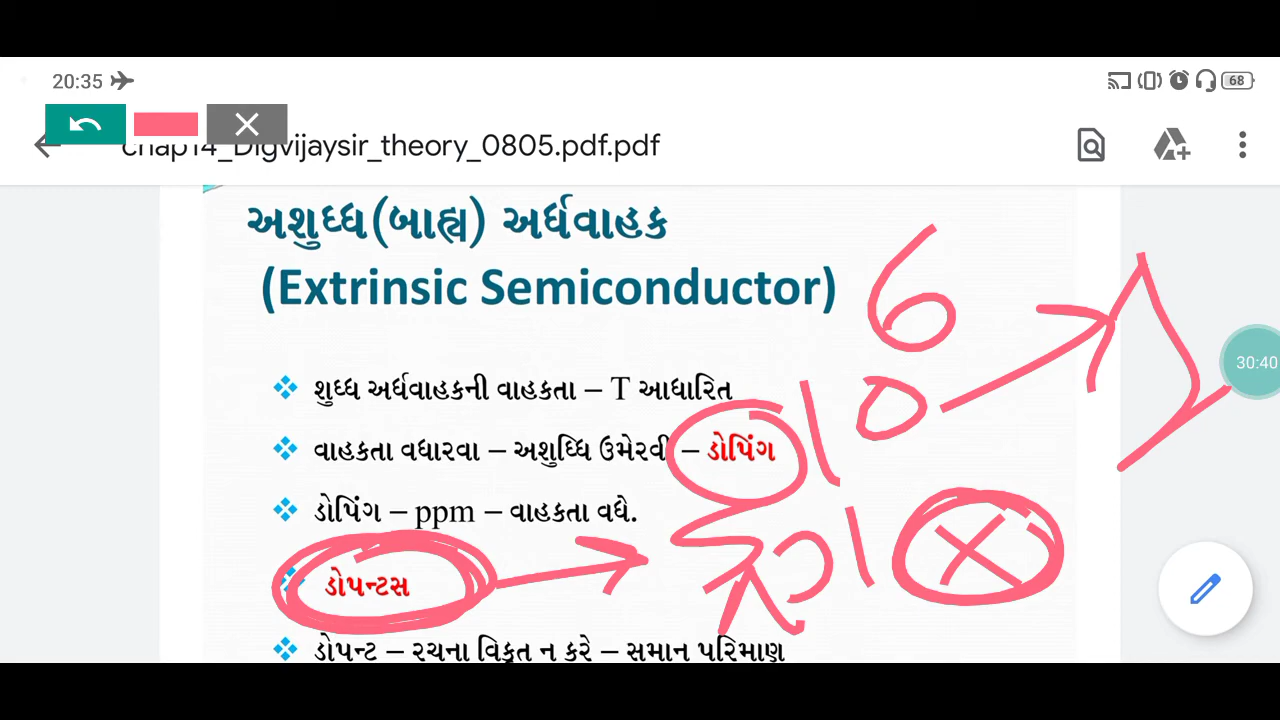 20:35
68
chap14_Digvijaysir_theory_0805.pdf.pdf
અશુધ્ધ(બાહ્ય) અર્ધવાહક
(Extrinsic Semiconductor)
6
10
1
30:40
શુધ્ધ અર્ધવાહકની વાહકતા – T આધારિત
વાહકતા વધારવા – અશુધ્ધિ ઉમેરવી – ડોપિંગ
ડોપિંગ – ppm – વાહકતા વધે.
ડોપન્ટસ
ડોપન્ટ – રચના વિકૃત ન કરે – સમાન પરિમાણ